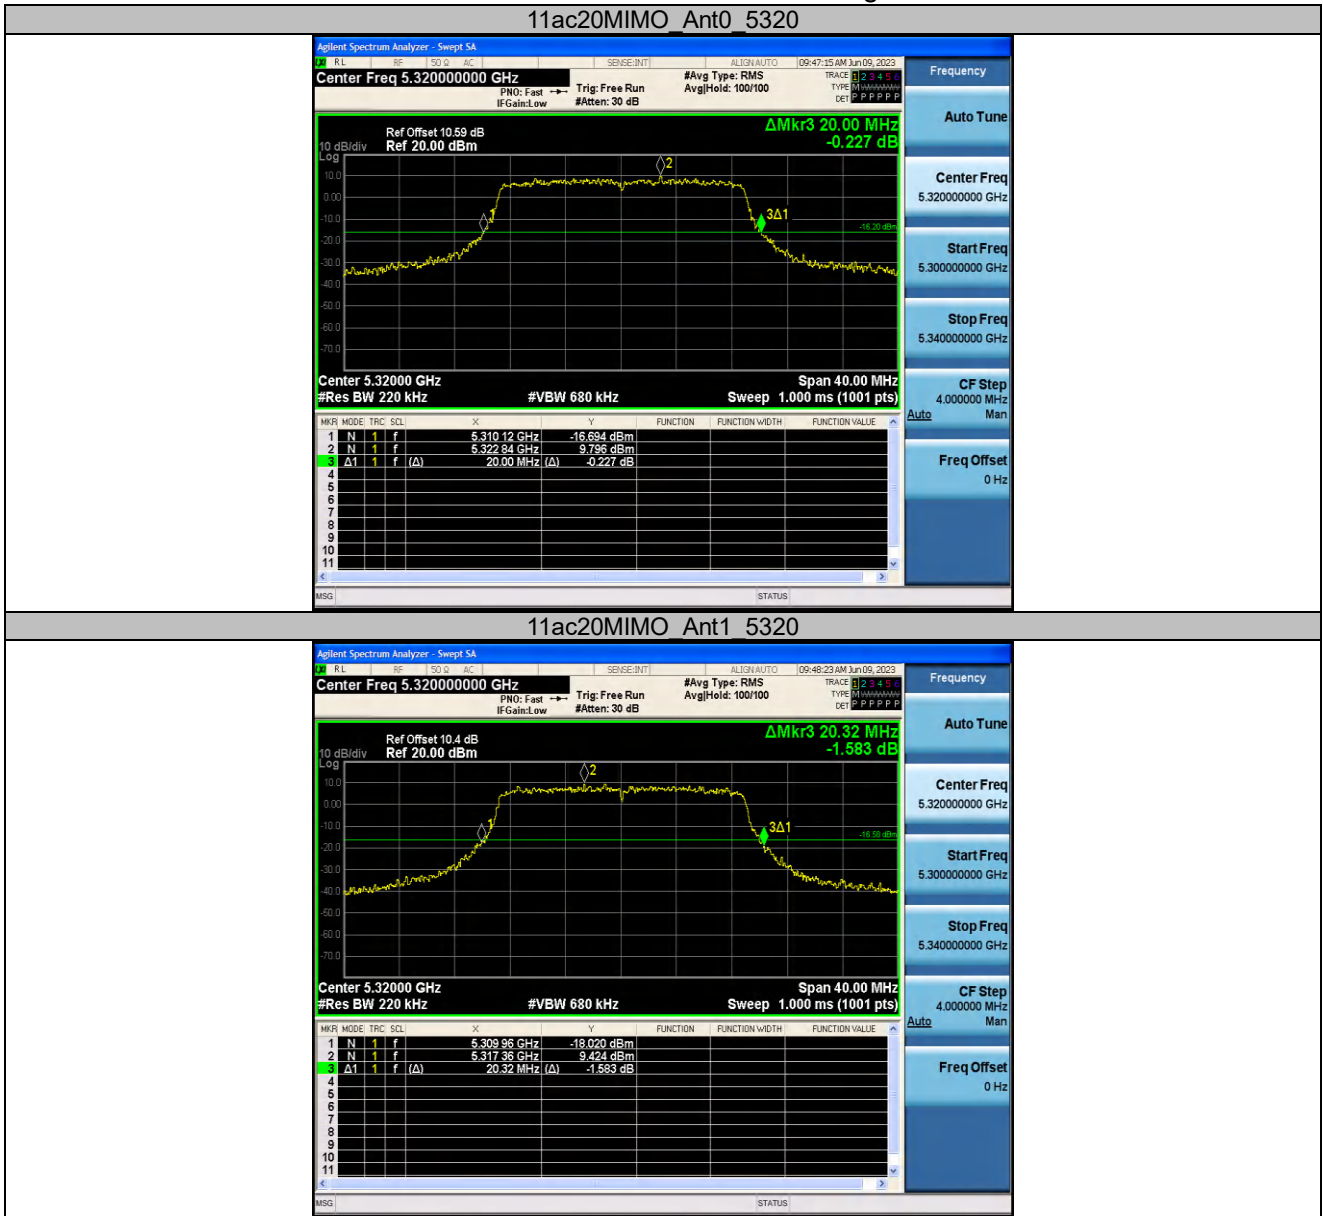 11ac20MIMO_Ant0_5320
Agilent Spectrum Analyzer - Swept SA
RL RF 50 Ω AC SENSE:INT ALIGNAUTO 09:47:15 AM Jun 09, 2023
Center Freq 5.320000000 GHz
#Avg Type: RMS
TRACE 1 2 3 4 5 6
PNO: Fast
Trig: Free Run
Avg|Hold: 100/100
TYPE
IFGain:Low
#Atten: 30 dB
DET P P P P P P
ΔMkr3 20.00 MHz
-0.227 dB
Ref Offset 10.59 dB
10 dB/div Ref 20.00 dBm
Log
10.0
0.00
-10.0
-20.0
-30.0
-40.0
-50.0
-60.0
-70.0
2
1
3Δ1
-16.20 dBm
Center 5.32000 GHz Span 40.00 MHz
#Res BW 220 kHz #VBW 680 kHz Sweep 1.000 ms (1001 pts)
MKR MODE TRC SCL X Y FUNCTION FUNCTION WIDTH FUNCTION VALUE
1 N 1 f 5.310 12 GHz -16.694 dBm
2 N 1 f 5.322 84 GHz 9.796 dBm
3 Δ1 1 f (Δ) 20.00 MHz (Δ) -0.227 dB
4
5
6
7
8
9
10
11
MSG STATUS
Frequency
Auto Tune
Center Freq
5.320000000 GHz
Start Freq
5.300000000 GHz
Stop Freq
5.340000000 GHz
CF Step
4.000000 MHz
Auto Man
Freq Offset
0 Hz
11ac20MIMO_Ant1_5320
Agilent Spectrum Analyzer - Swept SA
RL RF 50 Ω AC SENSE:INT ALIGNAUTO 09:48:23 AM Jun 09, 2023
Center Freq 5.320000000 GHz
#Avg Type: RMS
TRACE 1 2 3 4 5 6
PNO: Fast
Trig: Free Run
Avg|Hold: 100/100
TYPE
IFGain:Low
#Atten: 30 dB
DET P P P P P P
ΔMkr3 20.32 MHz
-1.583 dB
Ref Offset 10.4 dB
10 dB/div Ref 20.00 dBm
Log
10.0
0.00
-10.0
-20.0
-30.0
-40.0
-50.0
-60.0
-70.0
2
1
3Δ1
-16.58 dBm
Center 5.32000 GHz Span 40.00 MHz
#Res BW 220 kHz #VBW 680 kHz Sweep 1.000 ms (1001 pts)
MKR MODE TRC SCL X Y FUNCTION FUNCTION WIDTH FUNCTION VALUE
1 N 1 f 5.309 96 GHz -18.020 dBm
2 N 1 f 5.317 36 GHz 9.424 dBm
3 Δ1 1 f (Δ) 20.32 MHz (Δ) -1.583 dB
4
5
6
7
8
9
10
11
MSG STATUS
Frequency
Auto Tune
Center Freq
5.320000000 GHz
Start Freq
5.300000000 GHz
Stop Freq
5.340000000 GHz
CF Step
4.000000 MHz
Auto Man
Freq Offset
0 Hz